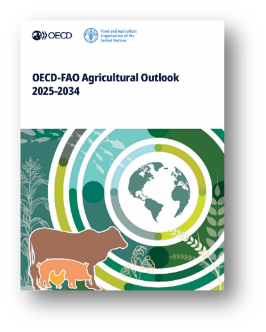 OECD
Food and Agriculture
Organization of the
United Nations
OECD-FAO Agricultural Outlook
2025-2034